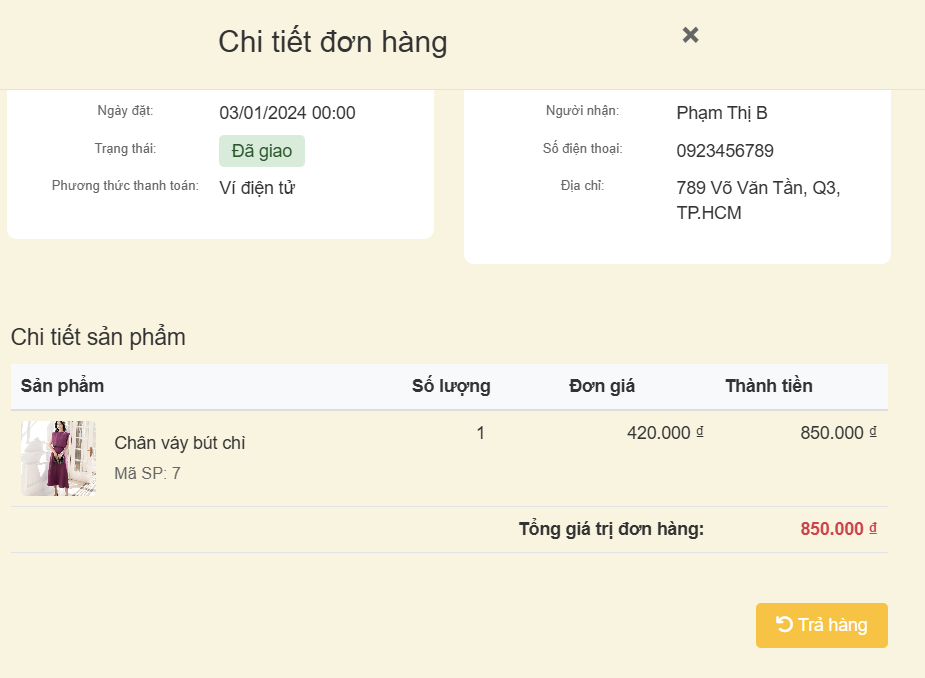 Chi tiết đơn hàng
Ngày đặt: 03/01/2024 00:00
Trạng thái: Đã giao
Phương thức thanh toán: Ví điện tử
Người nhận: Phạm Thị B
Số điện thoại: 0923456789
Địa chỉ: 789 Võ Văn Tần, Q3,
TP.HCM
Chi tiết sản phẩm
Sản phẩm Số lượng Đơn giá Thành tiền
Chân váy bút chì 1 420.000 ₫ 850.000 ₫
Mã SP: 7
Tổng giá trị đơn hàng: 850.000 ₫
Trả hàng